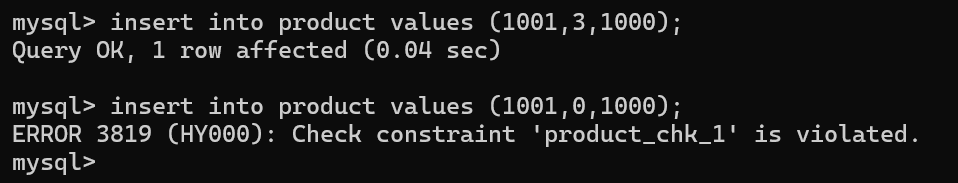 mysql> insert into product values (1001,3,1000);
Query OK, 1 row affected (0.04 sec)
mysql> insert into product values (1001,0,1000);
ERROR 3819 (HY000): Check constraint 'product_chk_1' is violated.
mysql>